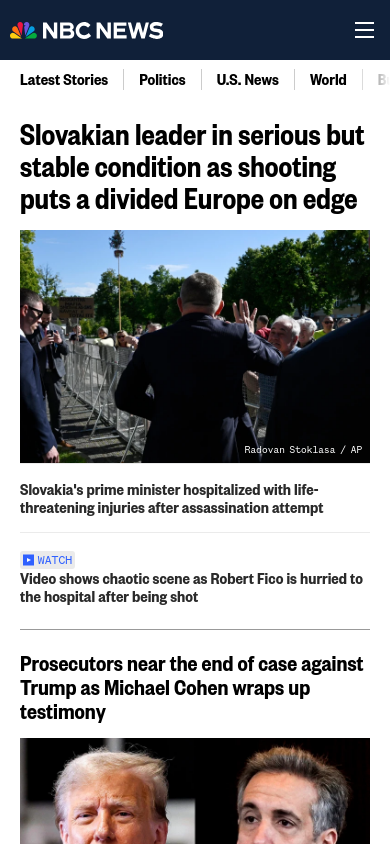 NBC NEWS
Latest Stories Politics U.S. News World
Slovakian leader in serious but
stable condition as shooting
puts a divided Europe on edge
Radovan Stoklasa / AP
Slovakia's prime minister hospitalized with life-
threatening injuries after assassination attempt
WATCH
Video shows chaotic scene as Robert Fico is hurried to
the hospital after being shot
Prosecutors near the end of case against
Trump as Michael Cohen wraps up
testimony